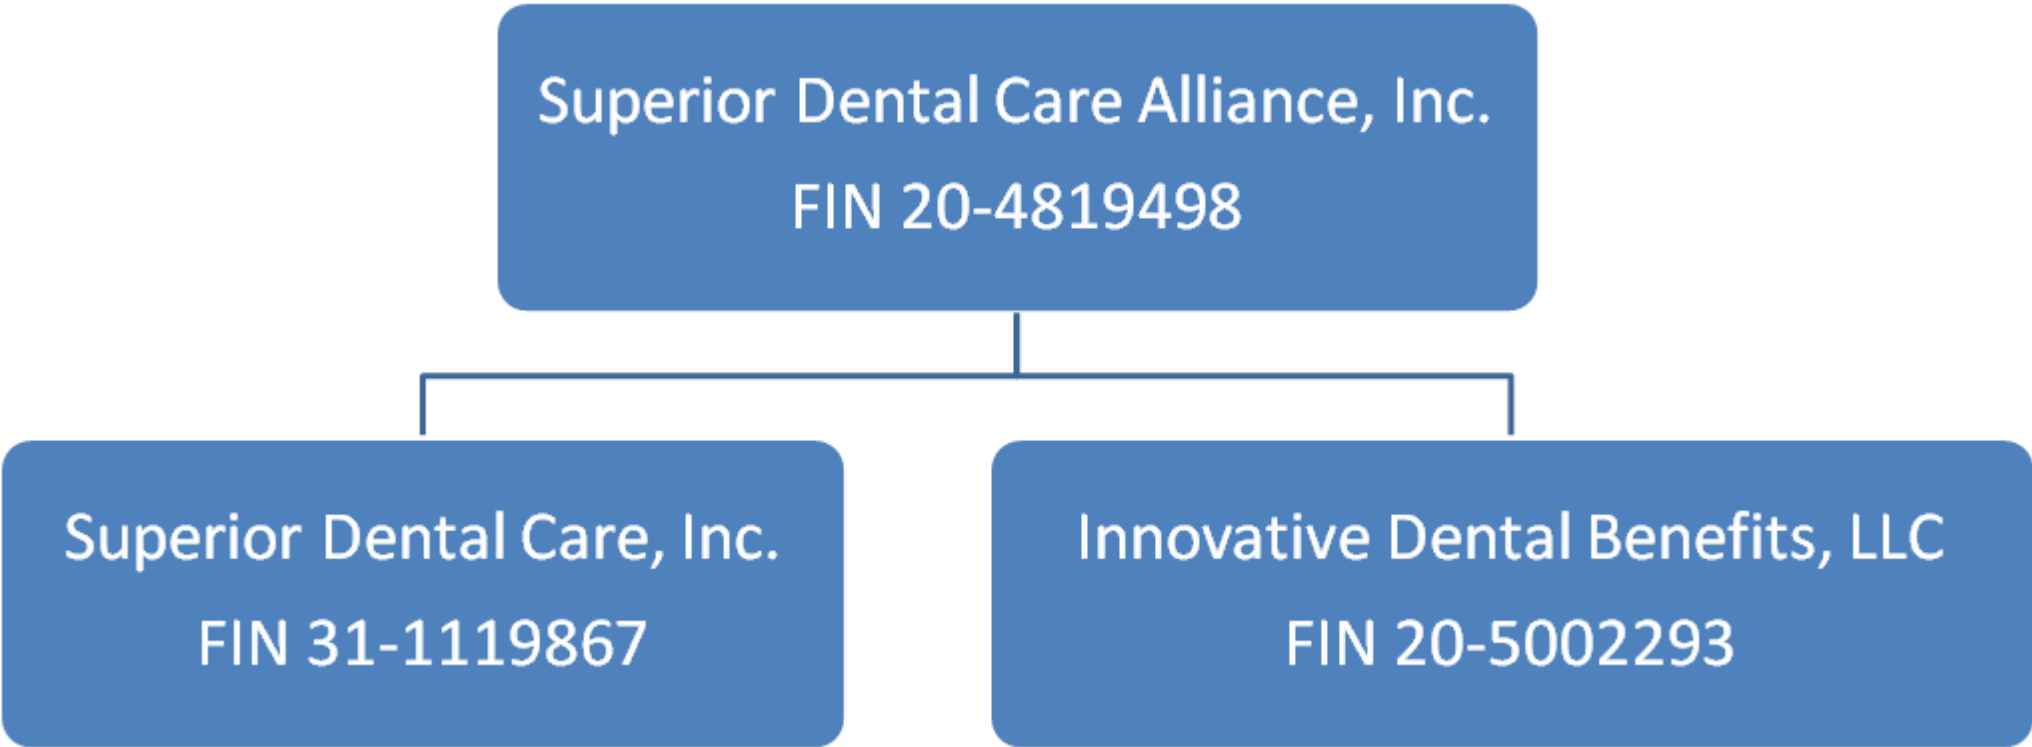 Superior Dental Care Alliance, Inc.
FIN 20-4819498
Superior Dental Care, Inc.
FIN 31-1119867
Innovative Dental Benefits, LLC
FIN 20-5002293